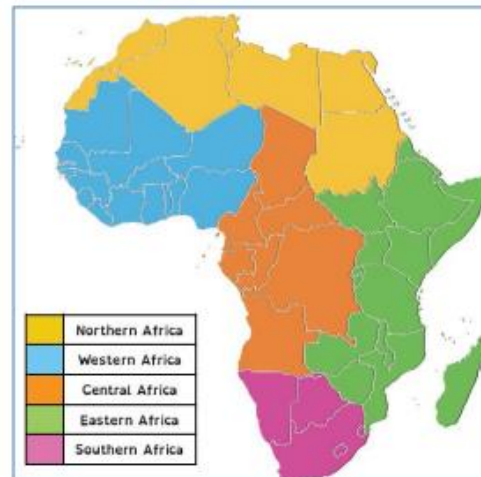 Northern Africa
Western Africa
Central Africa
Eastern Africa
Southern Africa